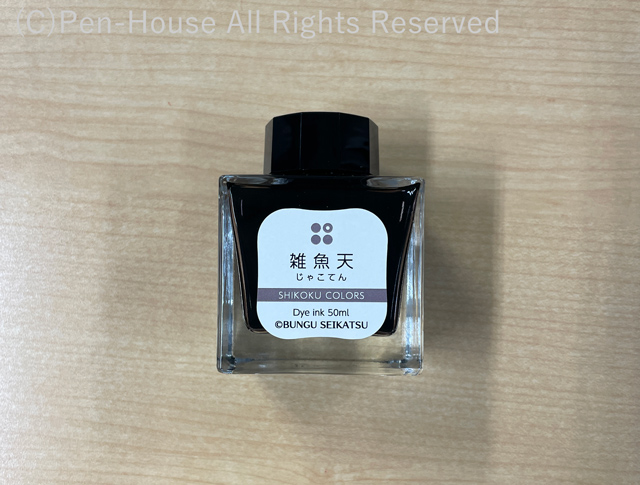 (C)Pen-House All Rights Reserved
雑魚天
じゃこてん
SHIKOKU COLORS
Dye ink 50ml
©BUNGU SEIKATSU